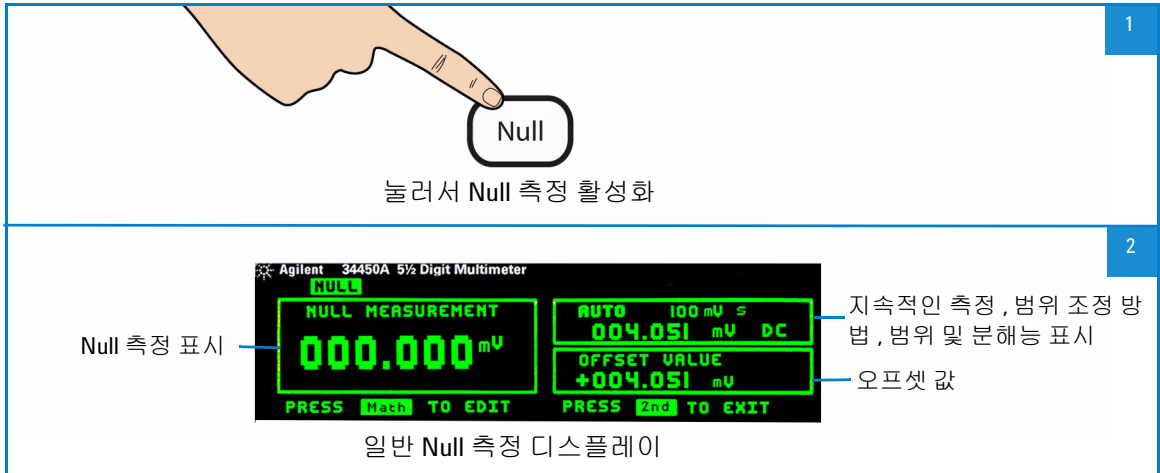 1
Null
눌러서 Null 측정 활성화
2
Agilent 34450A 5½ Digit Multimeter
NULL
NULL MEASUREMENT
000.000 mV
AUTO 100 mV S
004.051 mV DC
OFFSET VALUE
+004.051 mV
PRESS Math TO EDIT
PRESS 2nd TO EXIT
Null 측정 표시
지속적인 측정 , 범위 조정 방
법 , 범위 및 분해능 표시
오프셋 값
일반 Null 측정 디스플레이